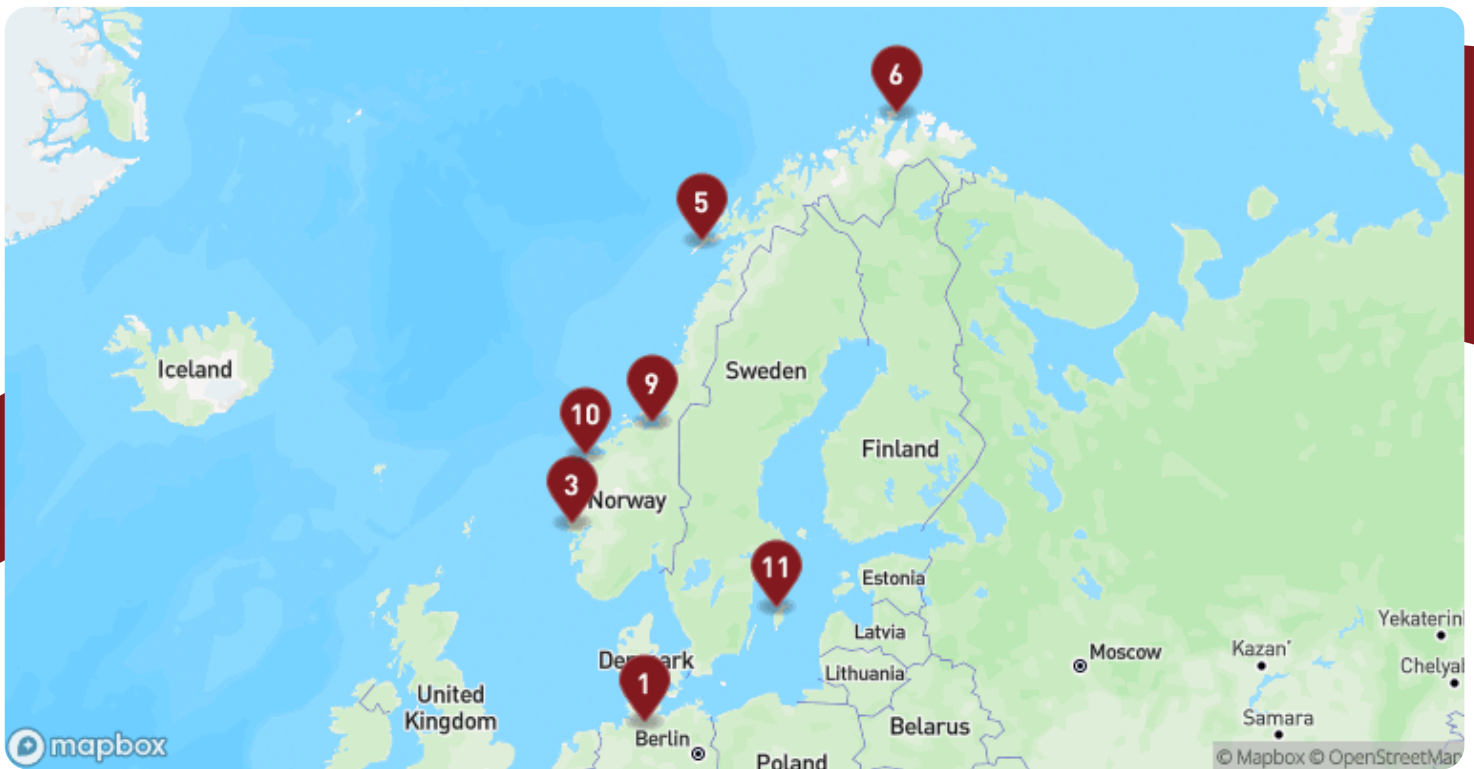 6
5
Iceland
Sweden
9
10
Finland
3
Norway
11
Estonia
Latvia
Yekaterin
Denmark
Moscow
Kazan'
Lithuania
Chelyal
1
United
Kingdom
Samara
Belarus
Berlin
mapbox
Poland
© Mapbox © OpenStreetMap